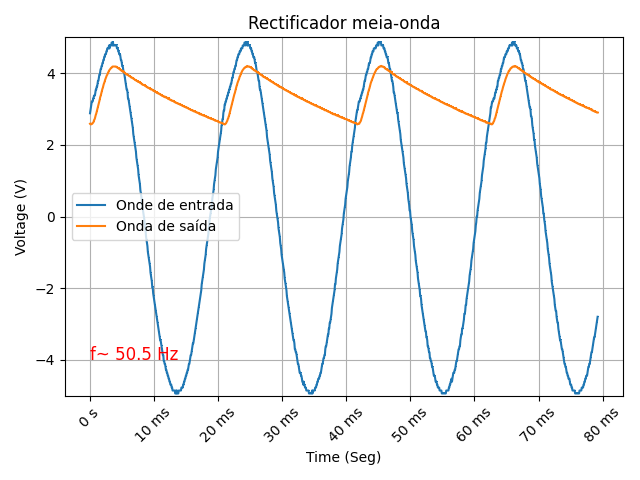 Rectificador meia-onda
Voltage (V)
4
2
0
−2
−4
Onde de entrada
Onda de saída
f~ 50.5 Hz
0 s
10 ms
20 ms
30 ms
40 ms
50 ms
60 ms
70 ms
80 ms
Time (Seg)